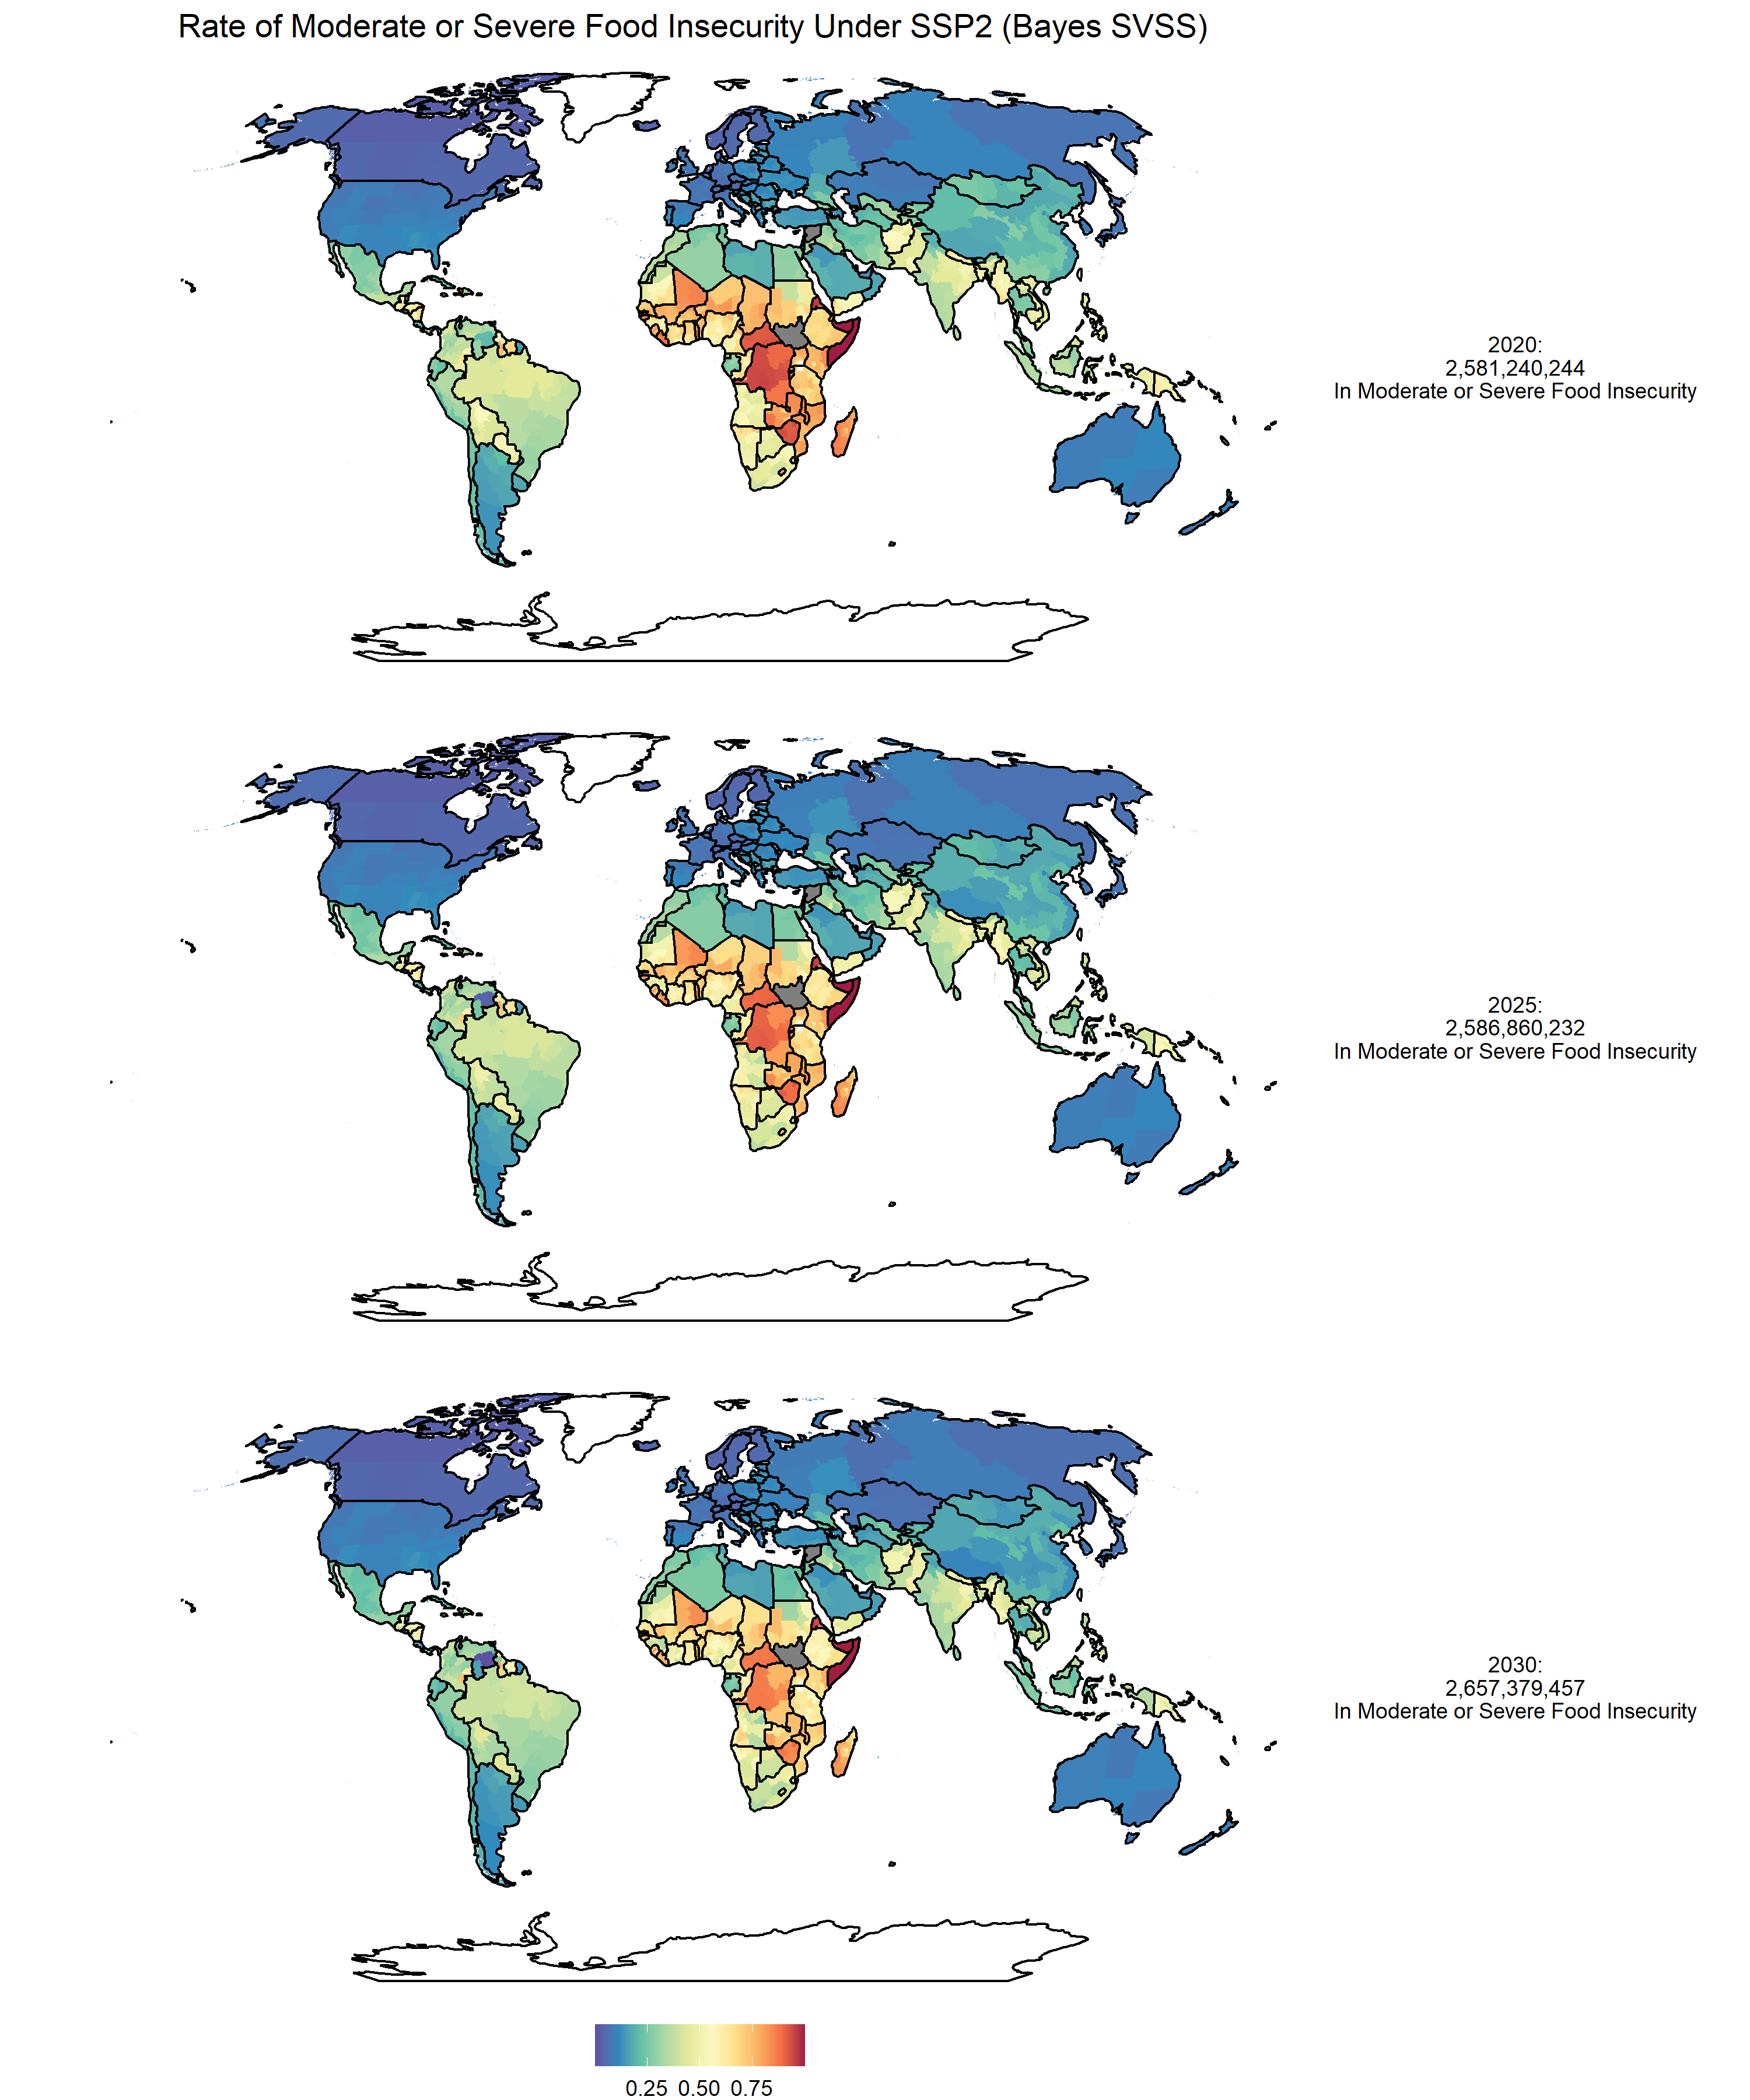 Rate of Moderate or Severe Food Insecurity Under SSP2 (Bayes SVSS)
2020:
2,581,240,244
In Moderate or Severe Food Insecurity
2025:
2,586,860,232
In Moderate or Severe Food Insecurity
2030:
2,657,379,457
In Moderate or Severe Food Insecurity
0.25 0.50 0.75